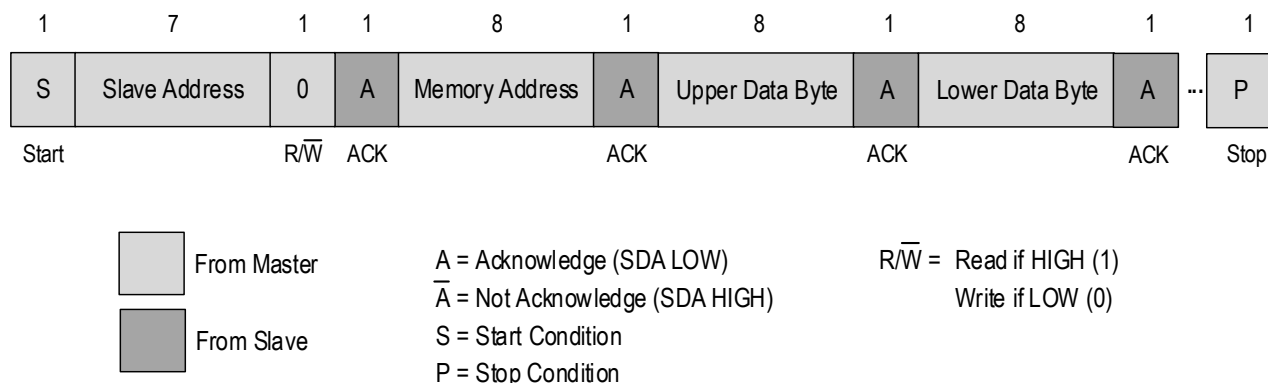 1 7 1 1 8 1 8 1 8 1 1
S Slave Address 0 A Memory Address A Upper Data Byte A Lower Data Byte A ... P
Start R/W̅ ACK ACK ACK ACK Stop
From Master
From Slave
A = Acknowledge (SDA LOW)
A̅ = Not Acknowledge (SDA HIGH)
S = Start Condition
P = Stop Condition
R/W̅ = Read if HIGH (1)
Write if LOW (0)